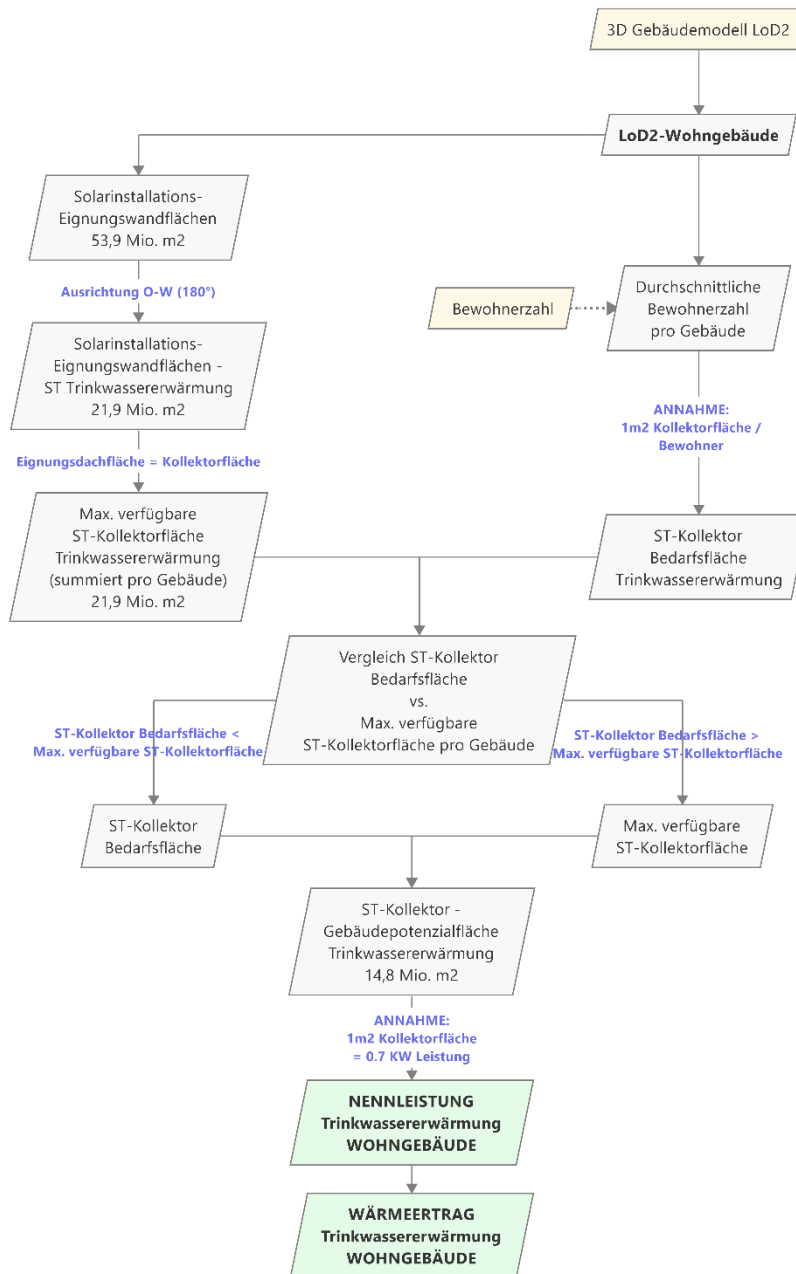 3D Gebäudemodell LoD2
LoD2-Wohngebäude
Solarinstallations-
Eignungswandflächen
53,9 Mio. m2
Ausrichtung O-W (180°)
Bewohnerzahl
Durchschnittliche
Bewohnerzahl
pro Gebäude
Solarinstallations-
Eignungswandflächen -
ST Trinkwassererwärmung
21,9 Mio. m2
ANNAHME:
1m2 Kollektorfläche /
Bewohner
Eignungsdachfläche = Kollektorfläche
Max. verfügbare
ST-Kollektorfläche
Trinkwassererwärmung
(summiert pro Gebäude)
21,9 Mio. m2
ST-Kollektor
Bedarfsfläche
Trinkwassererwärmung
Vergleich ST-Kollektor
Bedarfsfläche
vs.
Max. verfügbare
ST-Kollektorfläche pro Gebäude
ST-Kollektor Bedarfsfläche <
Max. verfügbare ST-Kollektorfläche
ST-Kollektor Bedarfsfläche >
Max. verfügbare ST-Kollektorfläche
ST-Kollektor
Bedarfsfläche
Max. verfügbare
ST-Kollektorfläche
ST-Kollektor -
Gebäudepotenzialfläche
Trinkwassererwärmung
14,8 Mio. m2
ANNAHME:
1m2 Kollektorfläche
= 0.7 KW Leistung
NENNLEISTUNG
Trinkwassererwärmung
WOHNGEBÄUDE
WÄRMEERTRAG
Trinkwassererwärmung
WOHNGEBÄUDE